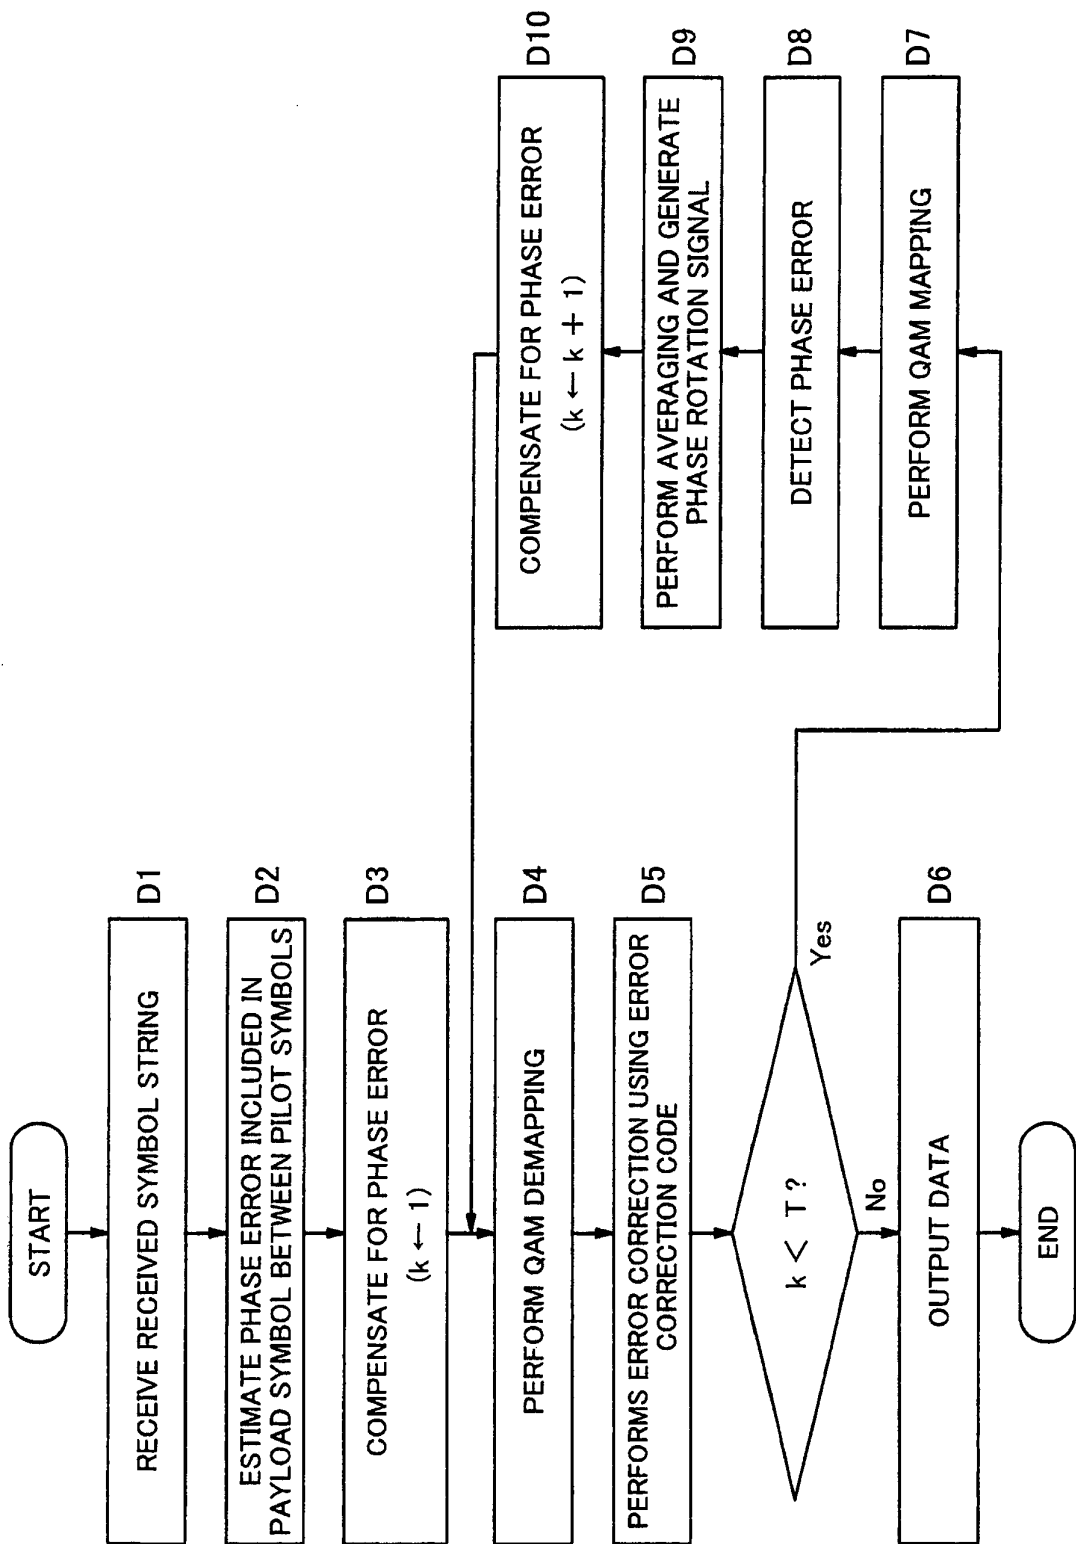 START
RECEIVE RECEIVED SYMBOL STRING
D1
ESTIMATE PHASE ERROR INCLUDED IN
PAYLOAD SYMBOL BETWEEN PILOT SYMBOLS
D2
COMPENSATE FOR PHASE ERROR
(k ← 1)
D3
PERFORM QAM DEMAPPING
D4
PERFORMS ERROR CORRECTION USING ERROR
CORRECTION CODE
D5
k < T ?
Yes
No
OUTPUT DATA
D6
END
COMPENSATE FOR PHASE ERROR
(k ← k + 1)
D10
PERFORM AVERAGING AND GENERATE
PHASE ROTATION SIGNAL
D9
DETECT PHASE ERROR
D8
PERFORM QAM MAPPING
D7